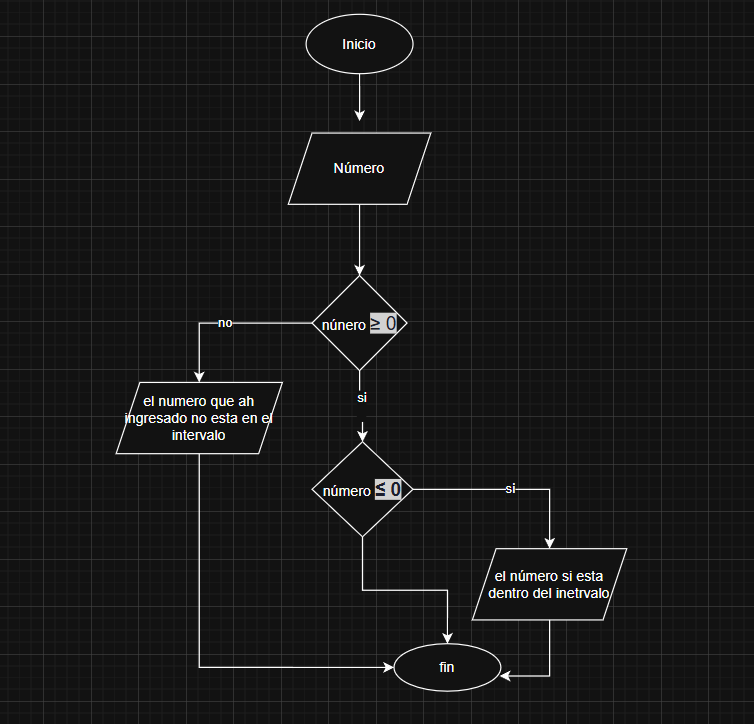 Inicio
Número
núnero ≥ 0
no
el numero que ah
ingresado no esta en el
intervalo
si
número ≤ 0
si
el número si esta
dentro del inetrvalo
fin